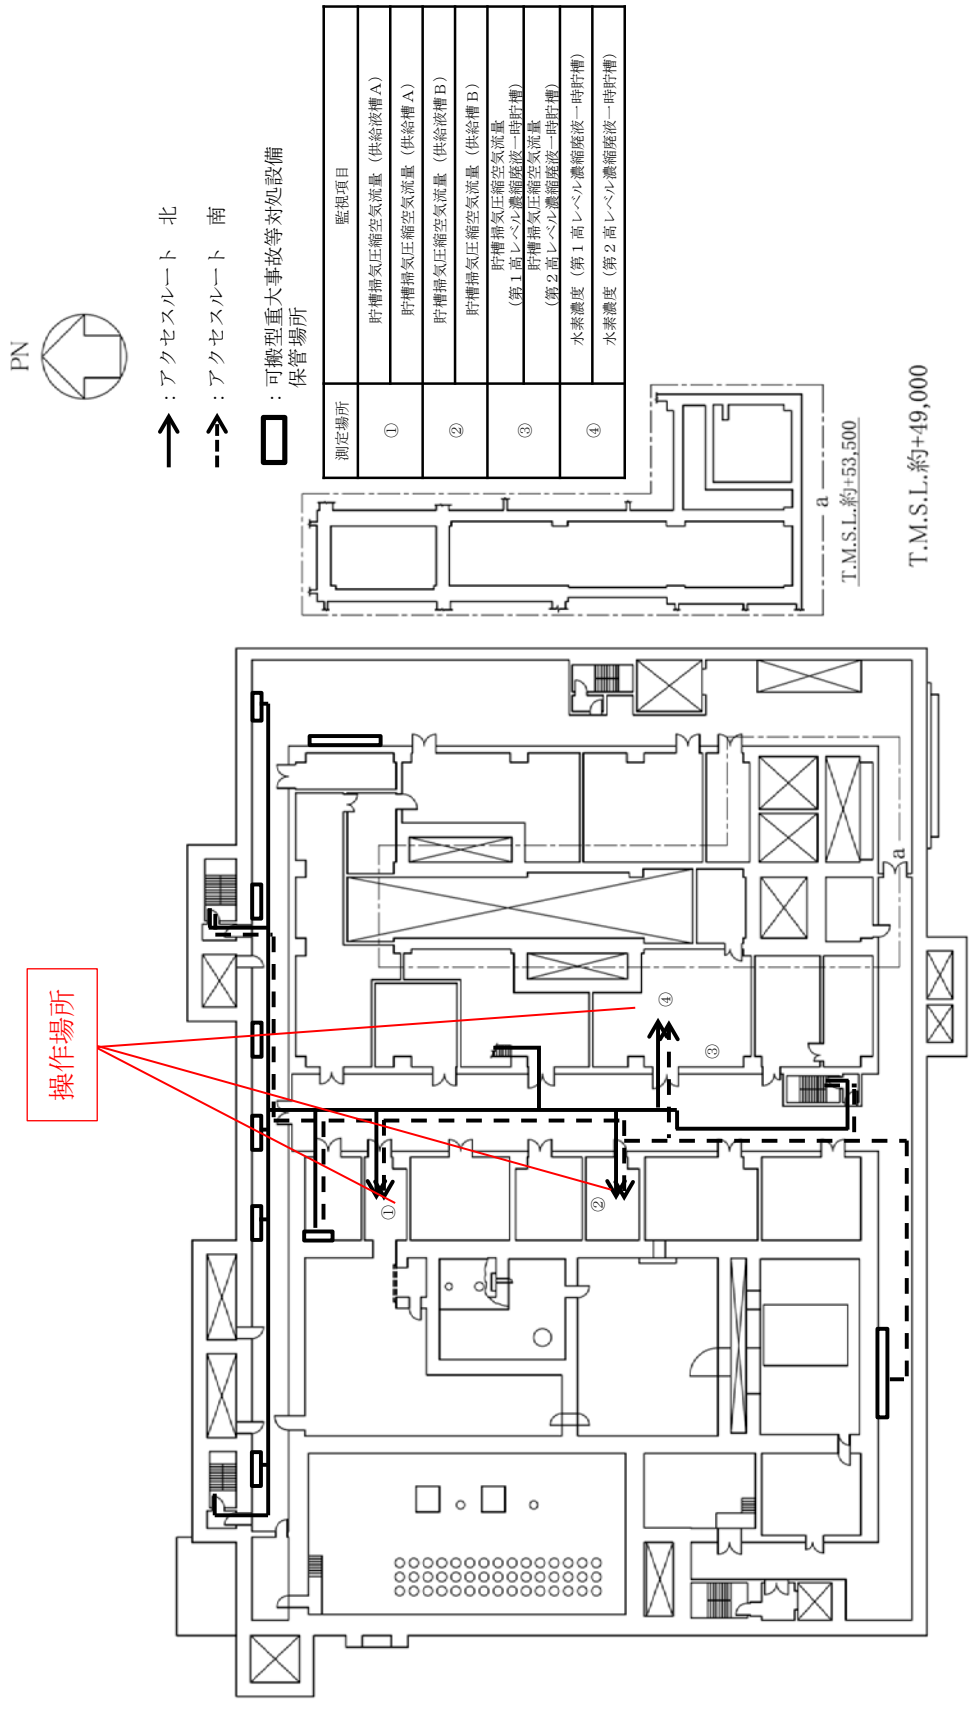 PN
：アクセスルート　北
：アクセスルート　南
：可搬型重大事故等対処設備
保管場所
測定場所
監視項目
①
貯槽掃気圧縮空気流量（供給液槽Ａ）
貯槽掃気圧縮空気流量（供給槽Ａ）
②
貯槽掃気圧縮空気流量（供給液槽Ｂ）
貯槽掃気圧縮空気流量（供給槽Ｂ）
③
貯槽掃気圧縮空気流量
（第１高レベル濃縮廃液一時貯槽）
貯槽掃気圧縮空気流量
（第２高レベル濃縮廃液一時貯槽）
④
水素濃度（第１高レベル濃縮廃液一時貯槽）
水素濃度（第２高レベル濃縮廃液一時貯槽）
a
T.M.S.L.約+53,500
T.M.S.L.約+49,000
操作場所
①
②
③
④
a